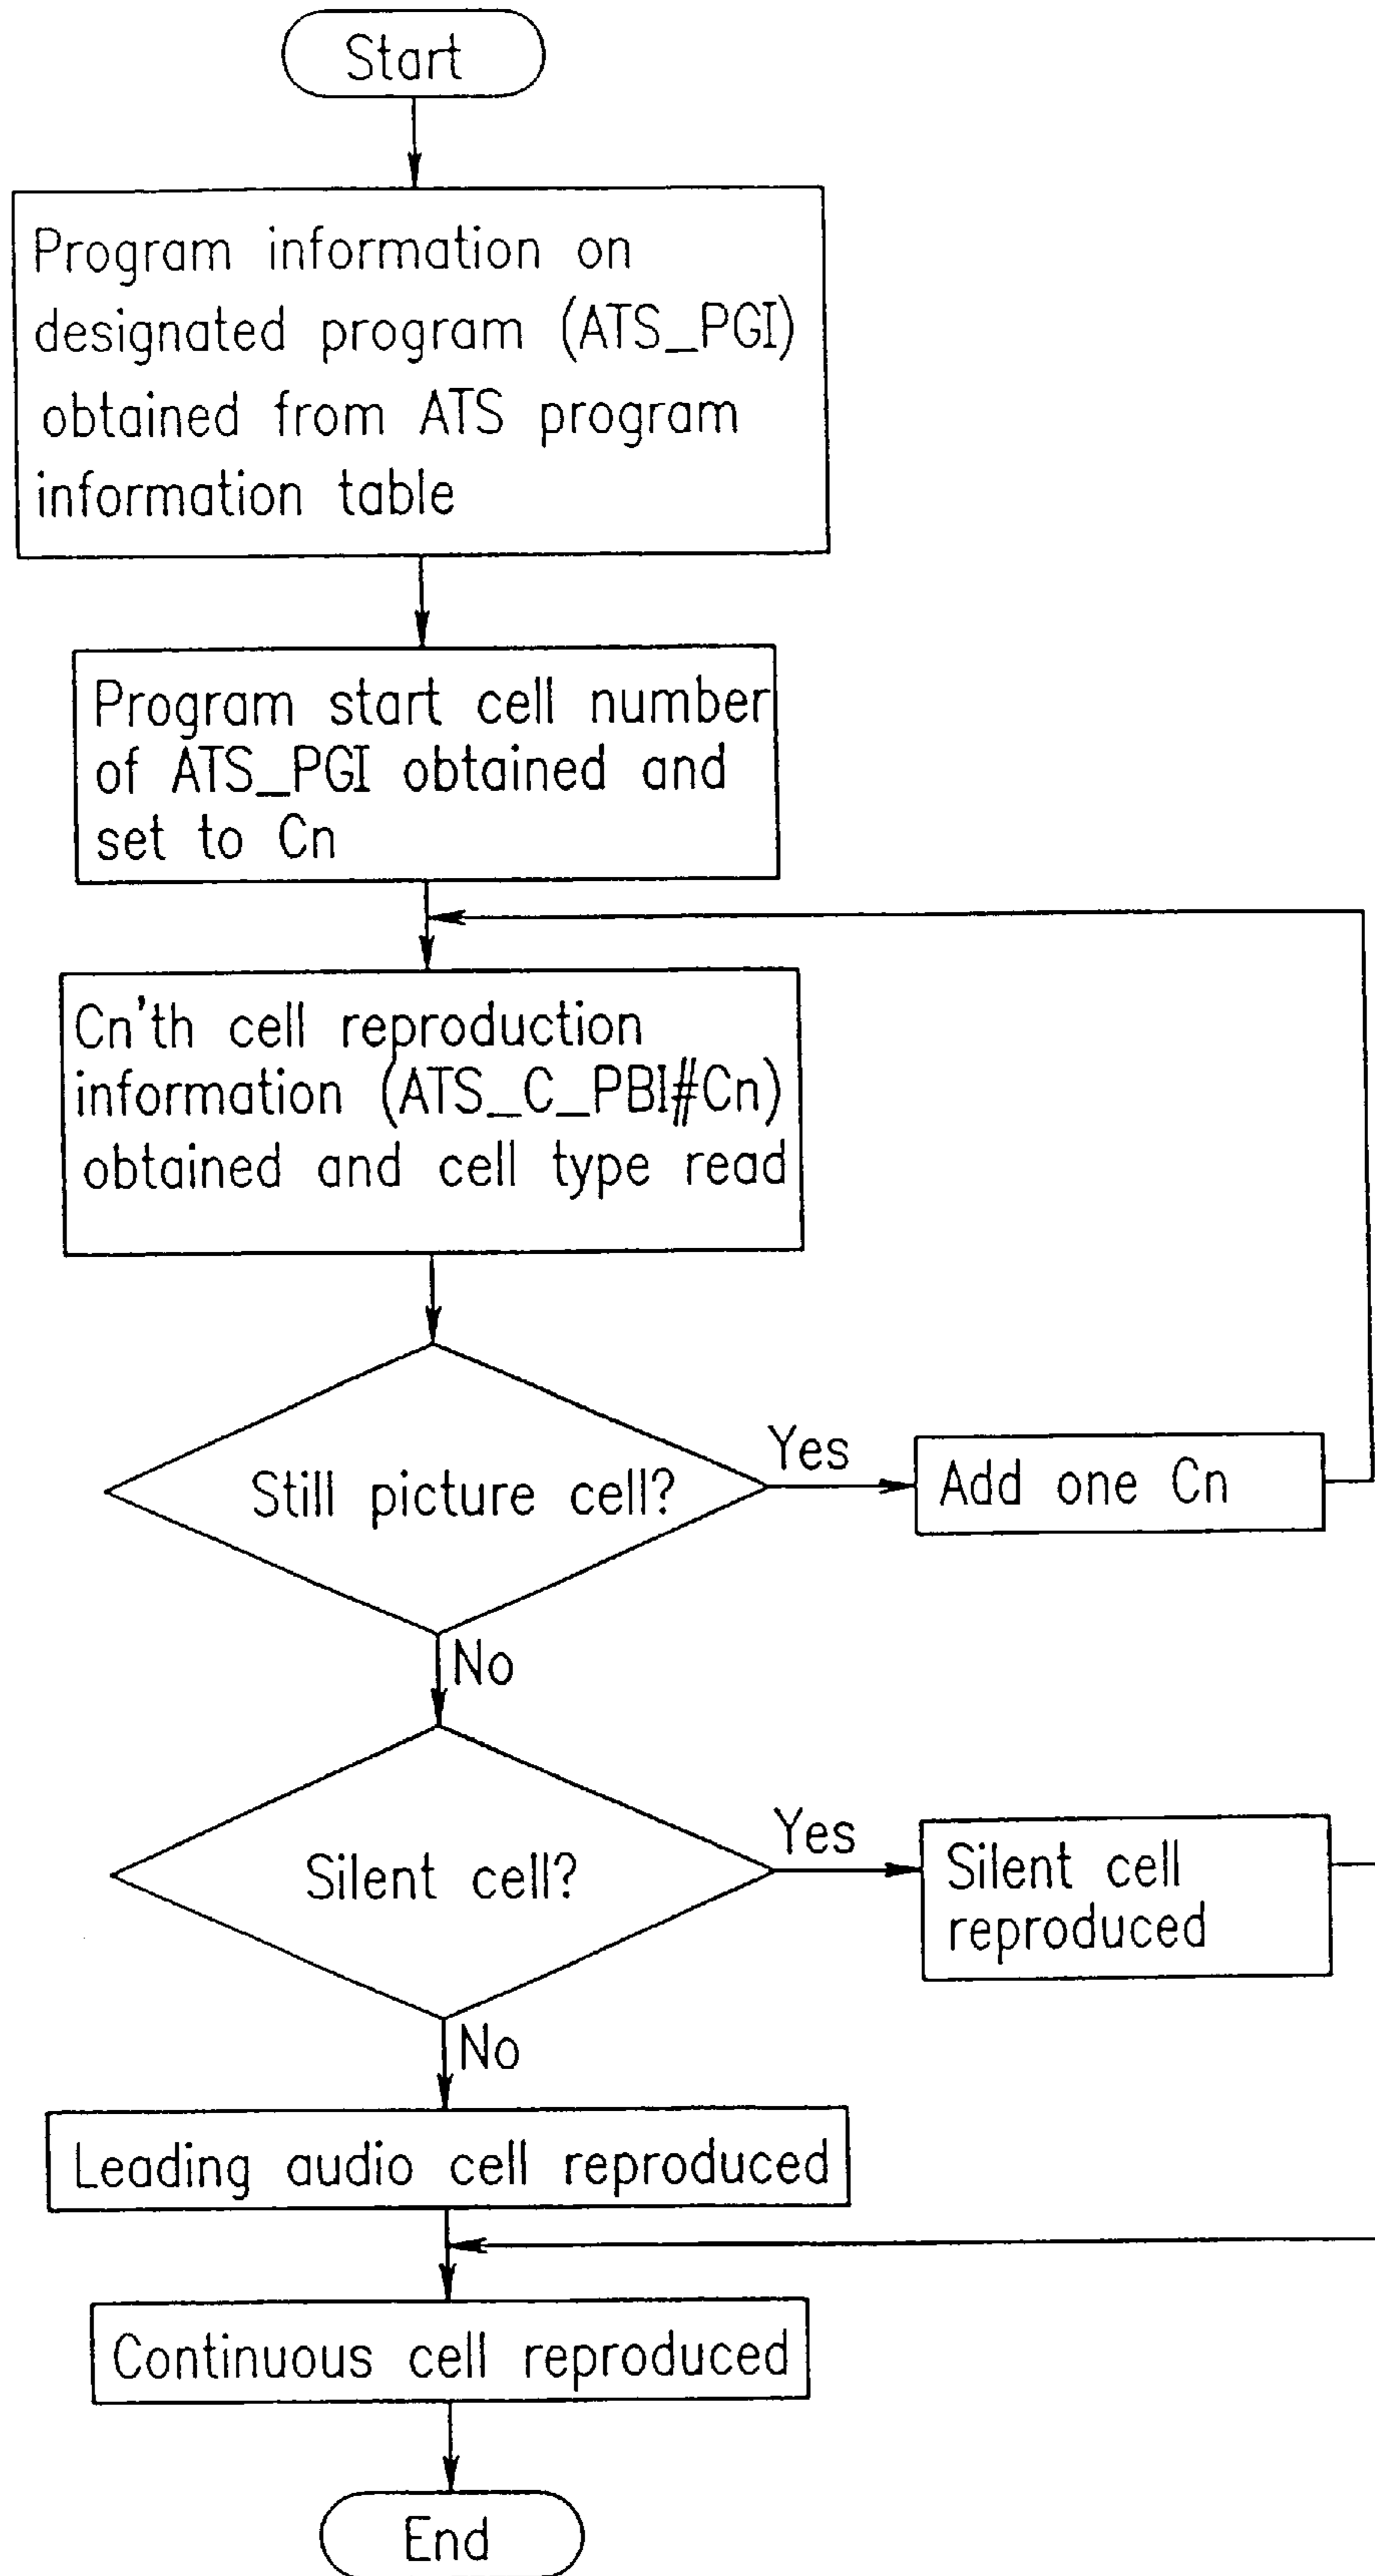 Start
Program information on
designated program (ATS_PGI)
obtained from ATS program
information table
Program start cell number
of ATS_PGI obtained and
set to Cn
Cn'th cell reproduction
information (ATS_C_PBI#Cn)
obtained and cell type read
Still picture cell?
Yes
Add one Cn
No
Silent cell?
Yes
Silent cell
reproduced
No
Leading audio cell reproduced
Continuous cell reproduced
End